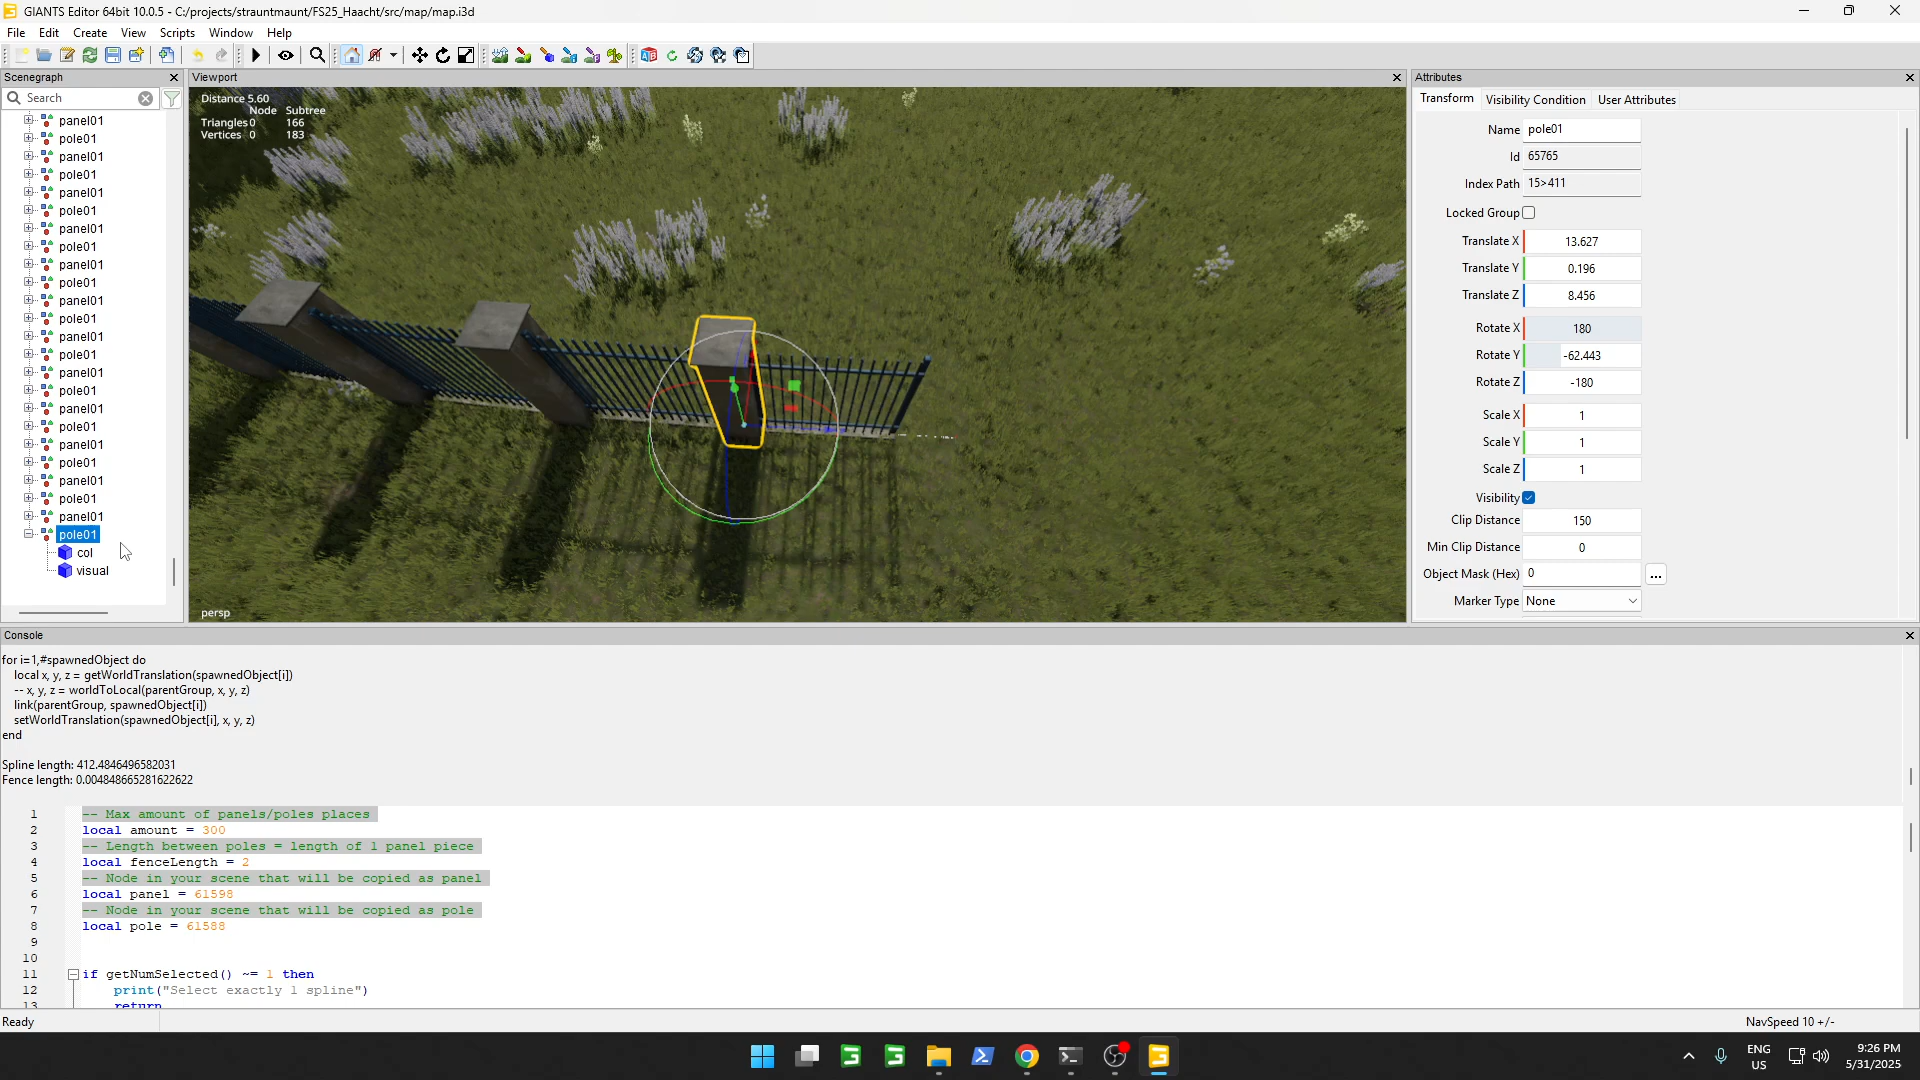 GIANTS Editor 64bit 10.0.5 - C:/projects/strauntmaunt/FS25_Haacht/src/map/map.i3d
File Edit Create View Scripts Window Help
Scenegraph
Viewport
Attributes
Search
panel01
pole01
panel01
pole01
panel01
pole01
panel01
pole01
panel01
pole01
panel01
pole01
panel01
pole01
panel01
pole01
panel01
pole01
panel01
pole01
panel01
pole01
panel01
pole01
col
visual
Distance 5.60
Node Subtree
Triangles 0 166
Vertices 0 183
persp
Transform Visibility Condition User Attributes
Name pole01
Id 65765
Index Path 15>411
Locked Group
Translate X 13.627
Translate Y 0.196
Translate Z 8.456
Rotate X 180
Rotate Y -62.443
Rotate Z -180
Scale X 1
Scale Y 1
Scale Z 1
Visibility
Clip Distance 150
Min Clip Distance 0
Object Mask (Hex) 0 ...
Marker Type None
Console
for i=1,#spawnedObject do
local x, y, z = getWorldTranslation(spawnedObject[i])
-- x, y, z = worldToLocal(parentGroup, x, y, z)
link(parentGroup, spawnedObject[i])
setWorldTranslation(spawnedObject[i], x, y, z)
end
Spline length: 412.4846496582031
Fence length: 0.004848665281622622
1 -- Max amount of panels/poles places
2 local amount = 300
3 -- Length between poles = length of 1 panel piece
4 local fenceLength = 2
5 -- Node in your scene that will be copied as panel
6 local panel = 61598
7 -- Node in your scene that will be copied as pole
8 local pole = 61588
9
10
11 if getNumSelected() ~= 1 then
12 print("Select exactly 1 spline")
13 return
Ready
NavSpeed 10 +/-
ENG
US
9:26 PM
5/31/2025